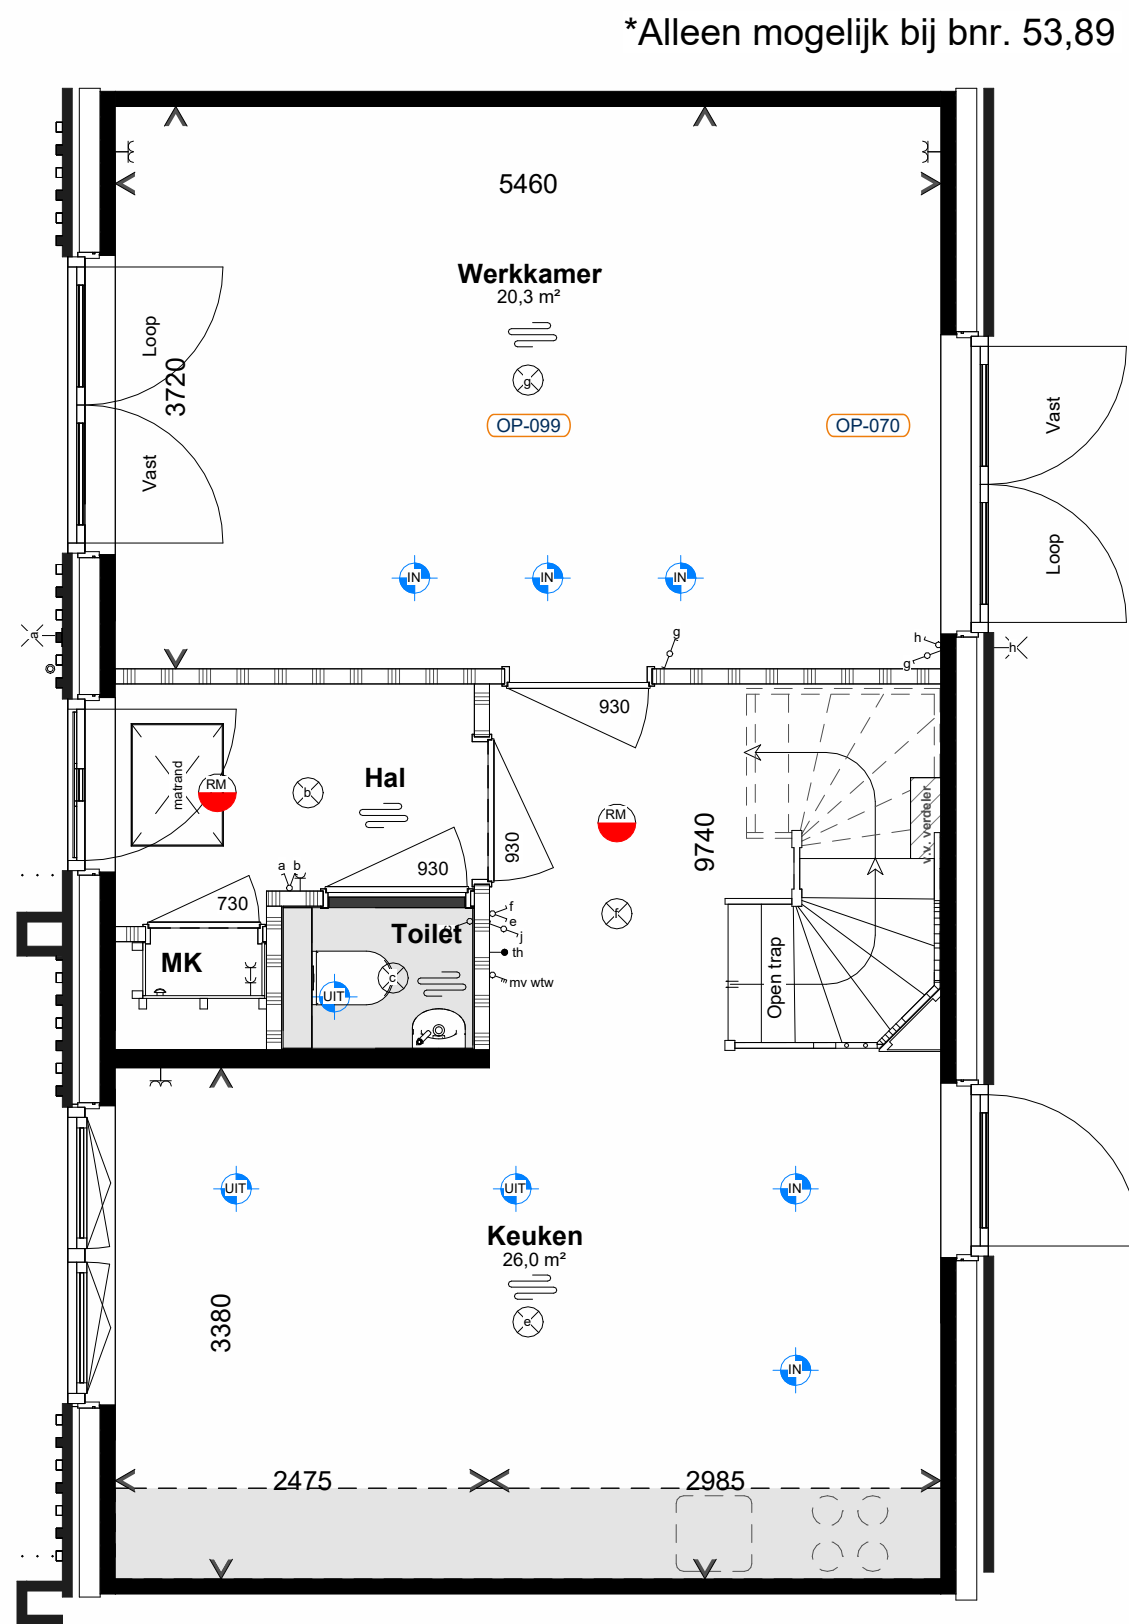 *Alleen mogelijk bij bnr. 53,89
5460
Werkkamer
20,3 m²
Loop
3720
Vast
g
OP-099
OP-070
Vast
Loop
IN
IN
IN
a
g
h
g
h
930
matrand
RM
b
Hal
930
RM
9740
v.v. verdeler
a b
930
730
f
e
j
th
mv wtw
f
Toilet
MK
c
UIT
Open trap
UIT
UIT
IN
Keuken
26,0 m²
3380
e
IN
2475
2985